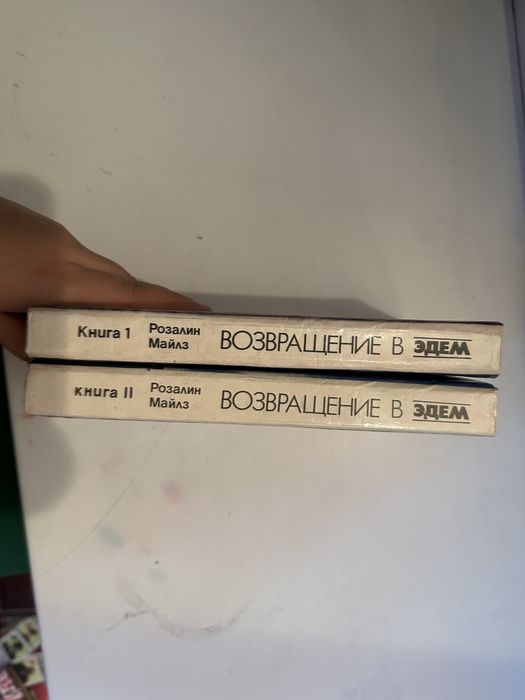 Книга 1
Розалин
Майлз
ВОЗВРАЩЕНИЕ В ЭДЕМ
книга II
Розалин
Майлз
ВОЗВРАЩЕНИЕ В ЭДЕМ